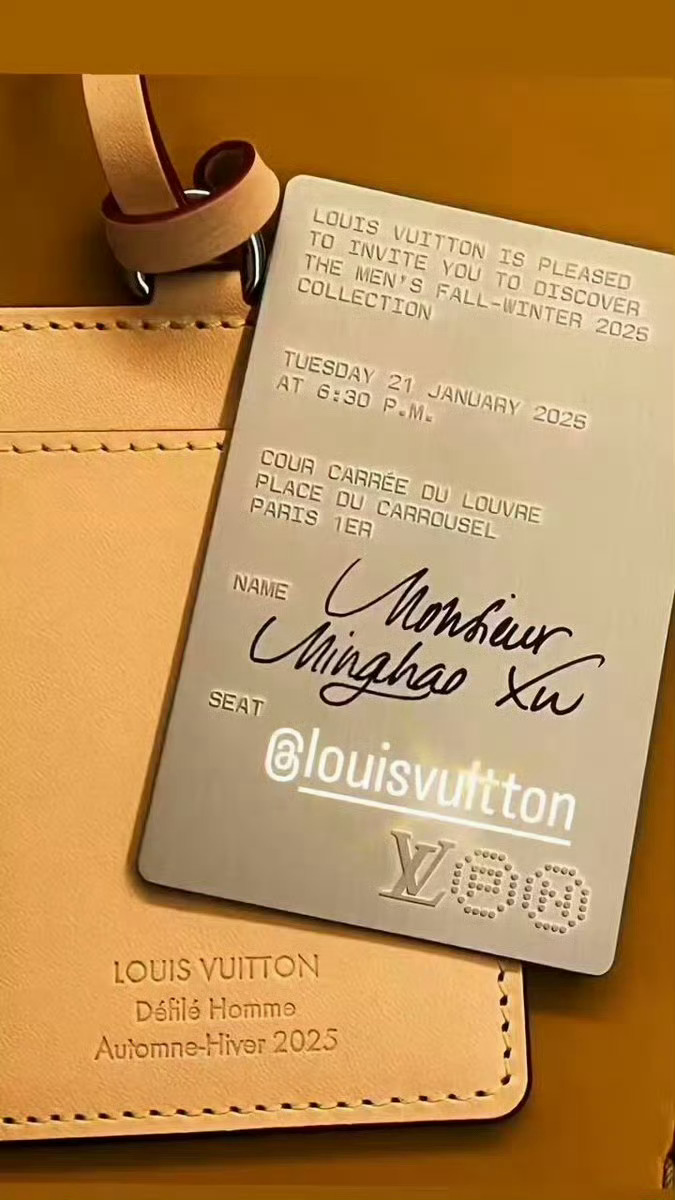 LOUIS VUITTON IS PLEASED
TO INVITE YOU TO DISCOVER
THE MEN'S FALL-WINTER 2025
COLLECTION
TUESDAY 21 JANUARY 2025
AT 6:30 P.M.
COUR CARRÉE DU LOUVRE
PLACE DU CARROUSEL
PARIS 1ER
NAME Monsieur
Minghao Xu
SEAT
@louisvuitton
LV F N
LOUIS VUITTON
Défilé Homme
Automne-Hiver 2025